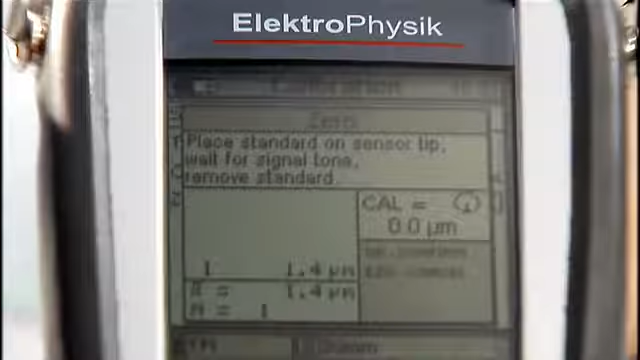 ElektroPhysik
Calibration
Zero
Place standard on sensor tip,
wait for signal tone,
remove standard.
CAL =
0.0 µm
1 1.4 µm
x̄ = 1.4 µm
N = 1